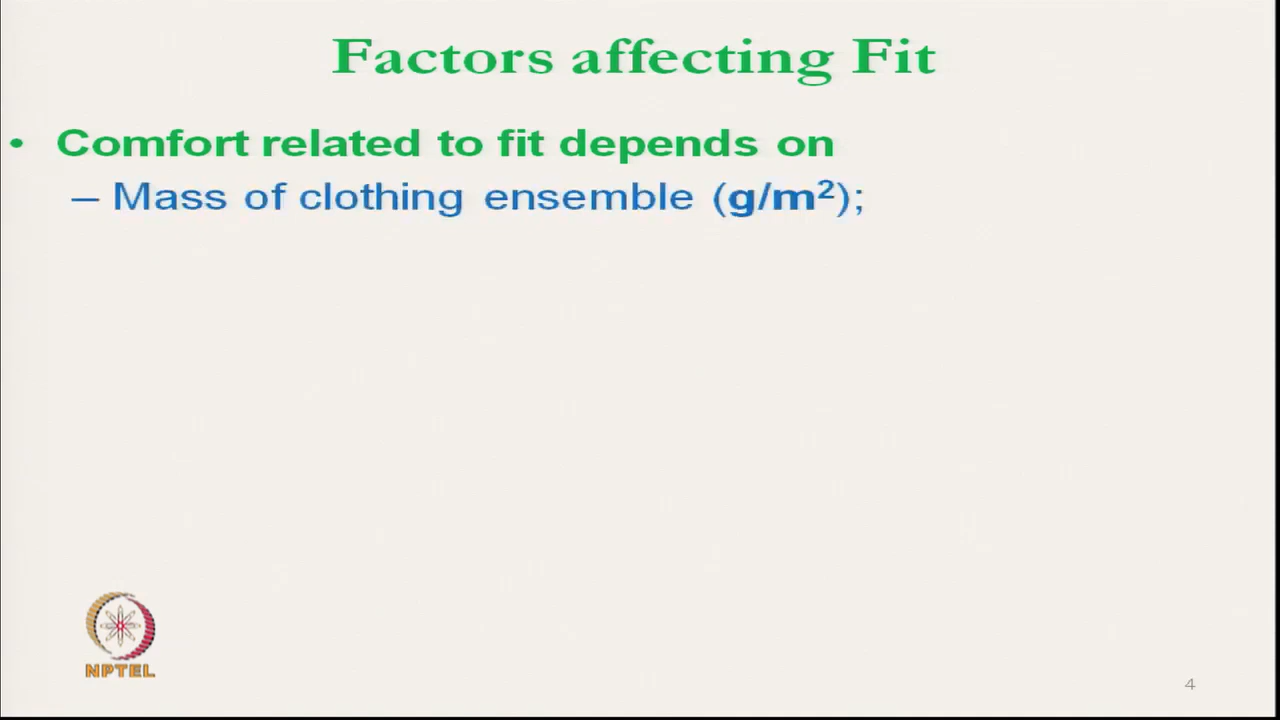 Factors affecting Fit
• Comfort related to fit depends on
– Mass of clothing ensemble (g/m²);
NPTEL
4